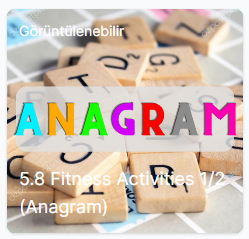 Görüntülenebilir
ANAGRAM
5.8 Fitness Activities 1/2
(Anagram)